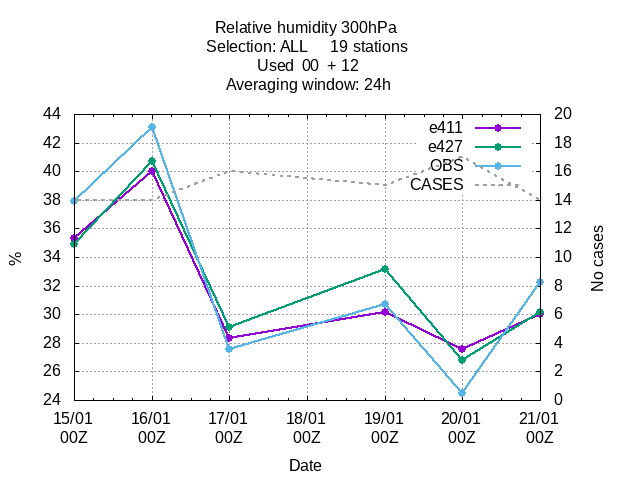 Relative humidity 300hPa
Selection: ALL     19 stations
Used  00  + 12
Averaging window: 24h
44 20
e411
42 18
e427
40 16
OBS
CASES
38 14
36 12
34 10
%
No cases
32 8
30 6
28 4
26 2
24 0
15/01 16/01 17/01 18/01 19/01 20/01 21/01
00Z 00Z 00Z 00Z 00Z 00Z 00Z
Date